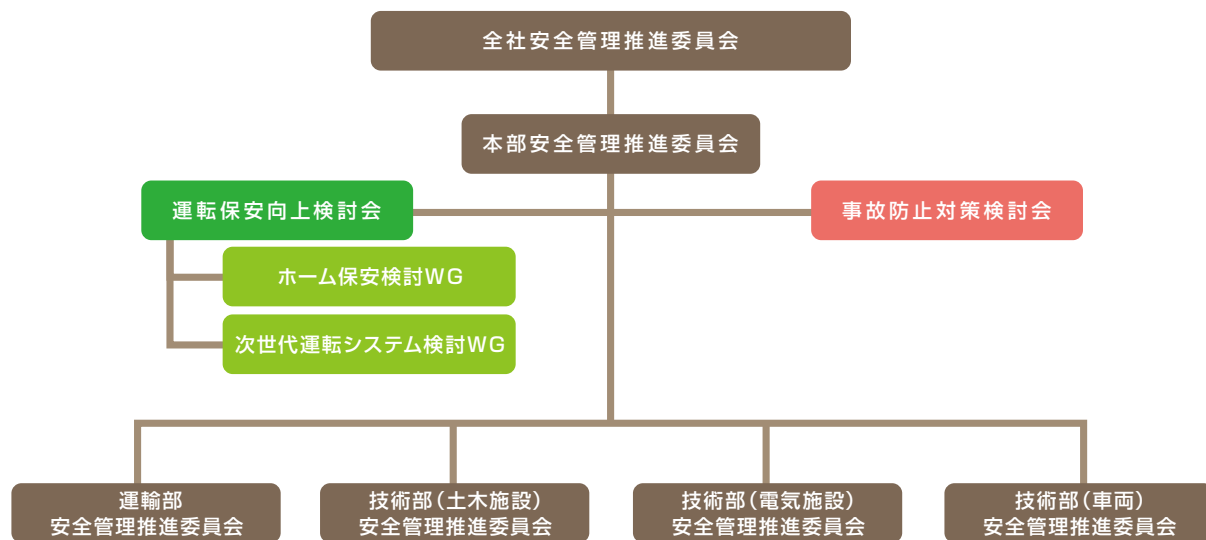 全社安全管理推進委員会
本部安全管理推進委員会
運転保安向上検討会
事故防止対策検討会
ホーム保安検討WG
次世代運転システム検討WG
運輸部
安全管理推進委員会
技術部(土木施設)
安全管理推進委員会
技術部(電気施設)
安全管理推進委員会
技術部(車両)
安全管理推進委員会